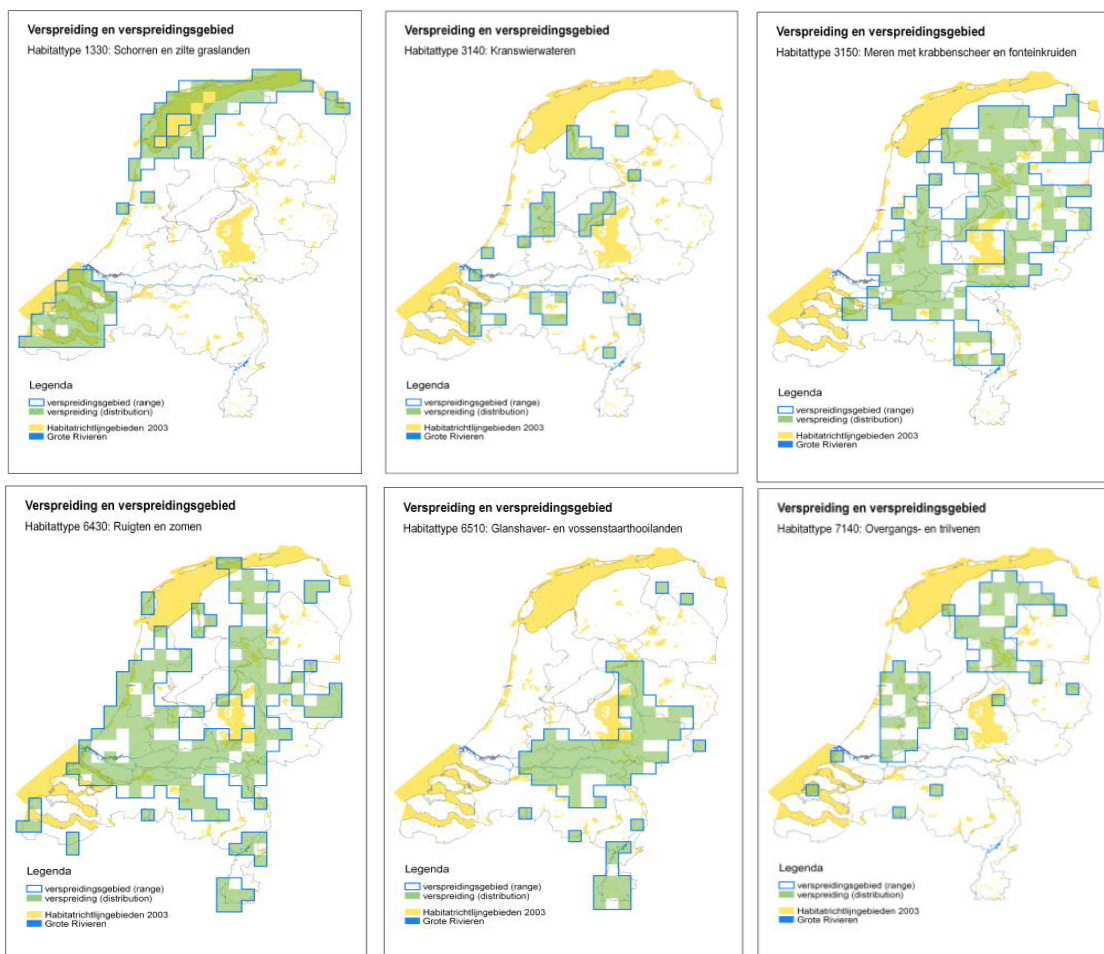 Verspreiding en verspreidingsgebied
Habitattype 1330: Schorren en zilte graslanden
Legenda
verspreidingsgebied (range)
verspreiding (distribution)
Habitatrichtlijngebieden 2003
Grote Rivieren
Verspreiding en verspreidingsgebied
Habitattype 3140: Kranswierwateren
Legenda
verspreidingsgebied (range)
verspreiding (distribution)
Habitatrichtlijngebieden 2003
Grote Rivieren
Verspreiding en verspreidingsgebied
Habitattype 3150: Meren met krabbenscheer en fonteinkruiden
Legenda
verspreidingsgebied (range)
verspreiding (distribution)
Habitatrichtlijngebieden 2003
Grote Rivieren
Verspreiding en verspreidingsgebied
Habitattype 6430: Ruigten en zomen
Legenda
verspreidingsgebied (range)
verspreiding (distribution)
Habitatrichtlijngebieden 2003
Grote Rivieren
Verspreiding en verspreidingsgebied
Habitattype 6510: Glanshaver- en vossenstaarthooilanden
Legenda
verspreidingsgebied (range)
verspreiding (distribution)
Habitatrichtlijngebieden 2003
Grote Rivieren
Verspreiding en verspreidingsgebied
Habitattype 7140: Overgangs- en trilvenen
Legenda
verspreidingsgebied (range)
verspreiding (distribution)
Habitatrichtlijngebieden 2003
Grote Rivieren